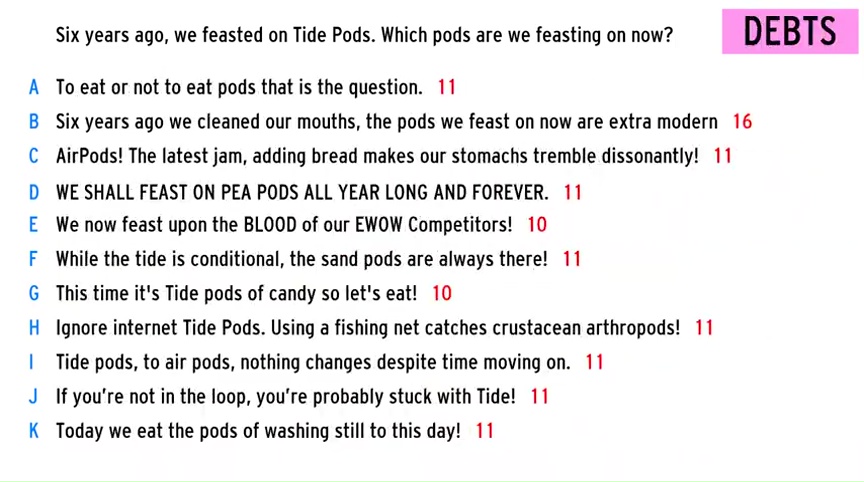 Six years ago, we feasted on Tide Pods. Which pods are we feasting on now?
DEBTS
A To eat or not to eat pods that is the question. 11
B Six years ago we cleaned our mouths, the pods we feast on now are extra modern 16
C AirPods! The latest jam, adding bread makes our stomachs tremble dissonantly! 11
D WE SHALL FEAST ON PEA PODS ALL YEAR LONG AND FOREVER. 11
E We now feast upon the BLOOD of our EWOW Competitors! 10
F While the tide is conditional, the sand pods are always there! 11
G This time it's Tide pods of candy so let's eat! 10
H Ignore internet Tide Pods. Using a fishing net catches crustacean arthropods! 11
I Tide pods, to air pods, nothing changes despite time moving on. 11
J If you're not in the loop, you're probably stuck with Tide! 11
K Today we eat the pods of washing still to this day! 11